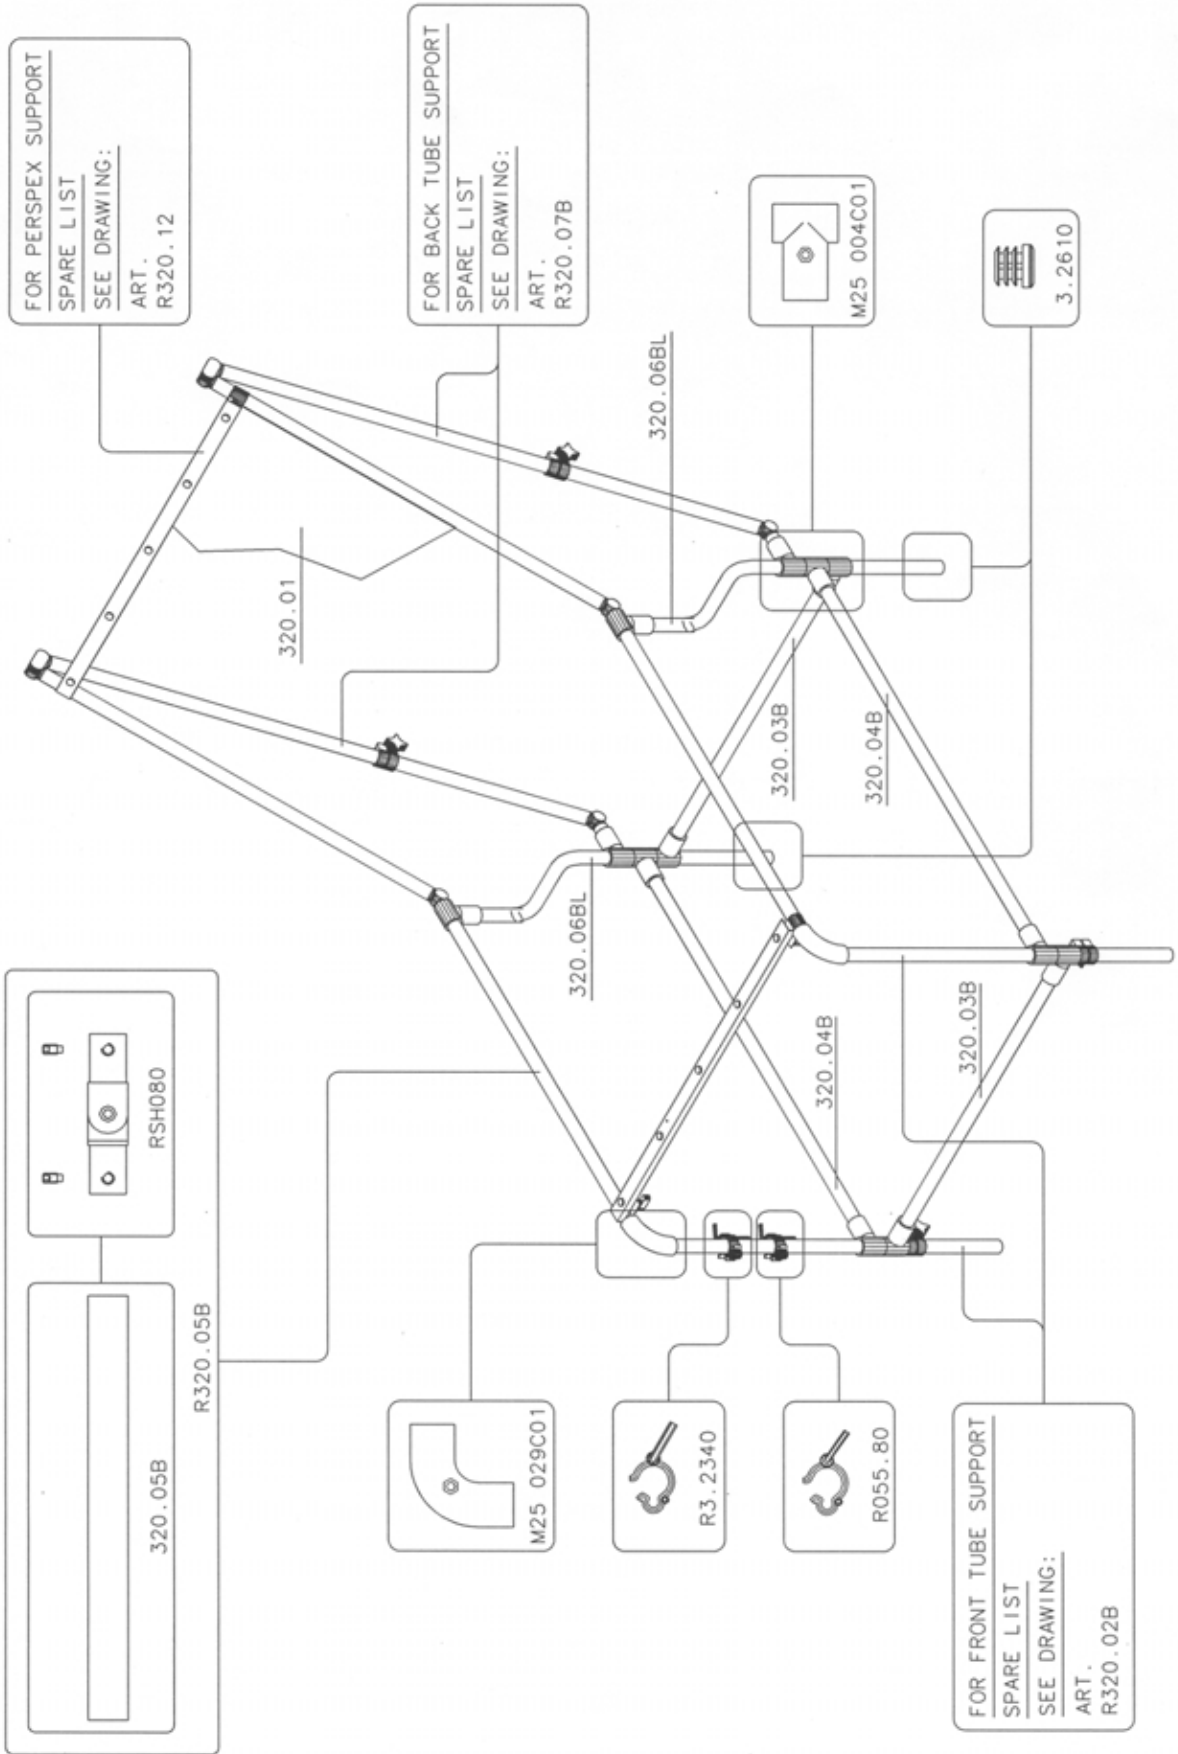 320.05B
RSH080
R320.05B
FOR PERSPEX SUPPORT
SPARE LIST
SEE DRAWING:
ART.
R320.12
320.01
FOR BACK TUBE SUPPORT
SPARE LIST
SEE DRAWING:
ART.
R320.07B
M25 029C01
320.06BL
320.06BL
R3.2340
320.04B
320.03B
M25 004C01
R055.80
320.03B
320.04B
3.2610
FOR FRONT TUBE SUPPORT
SPARE LIST
SEE DRAWING:
ART.
R320.02B